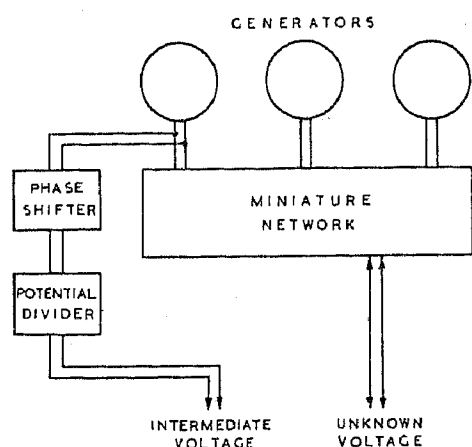 GENERATORS
PHASE
SHIFTER
MINIATURE
NETWORK
POTENTIAL
DIVIDER
INTERMEDIATE
VOLTAGE
UNKNOWN
VOLTAGE